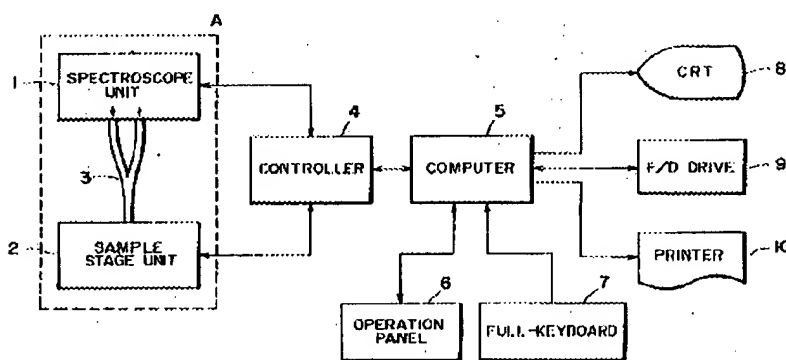 A
1
SPECTROSCOPE
UNIT
3
2
SAMPLE
STAGE UNIT
4
CONTROLLER
5
COMPUTER
6
OPERATION
PANEL
7
FULL-KEYBOARD
CRT
8
F/D DRIVE
9
PRINTER
10